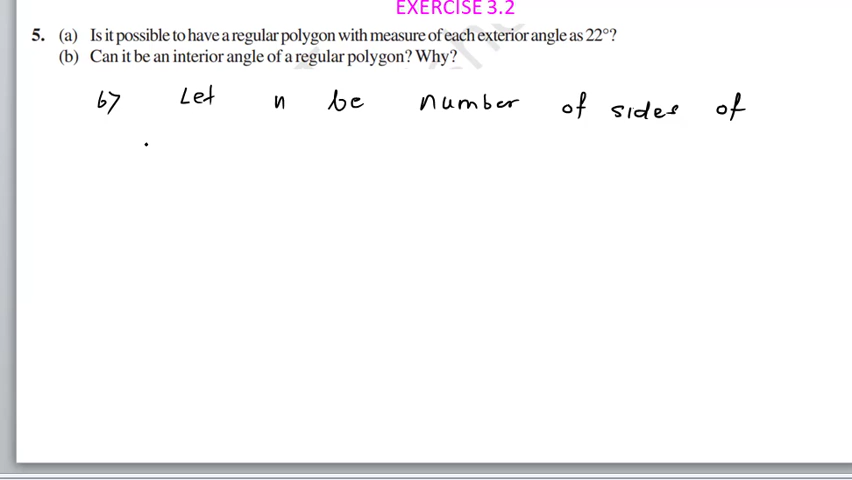 EXERCISE 3.2
5. (a) Is it possible to have a regular polygon with measure of each exterior angle as 22°?
(b) Can it be an interior angle of a regular polygon? Why?
b> Let n be number of sides of